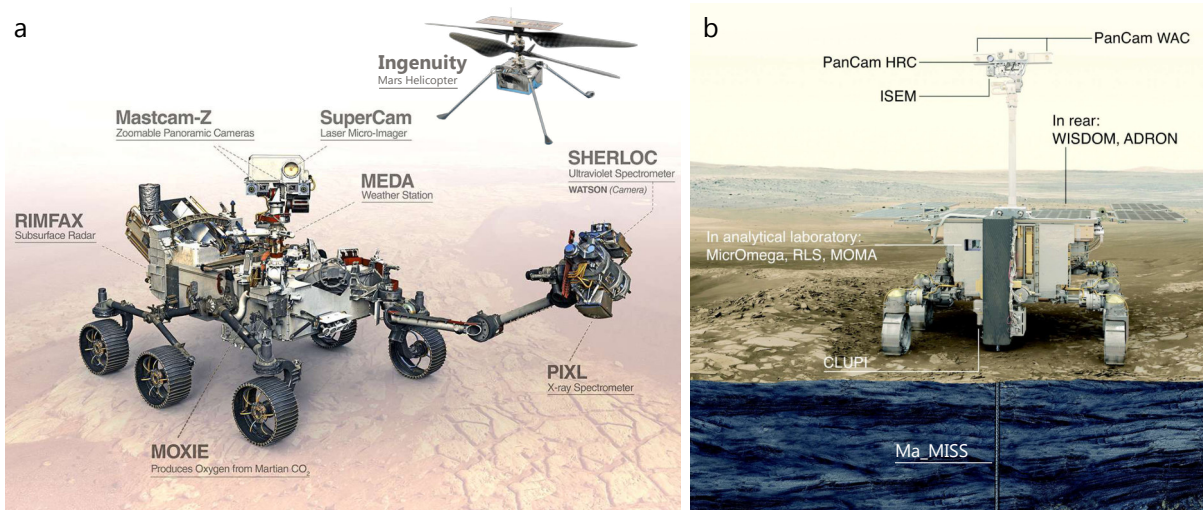 a
Ingenuity
Mars Helicopter
Mastcam-Z
Zoomable Panoramic Cameras
SuperCam
Laser Micro-Imager
SHERLOC
Ultraviolet Spectrometer
WATSON (Camera)
MEDA
Weather Station
RIMFAX
Subsurface Radar
PIXL
X-ray Spectrometer
MOXIE
Produces Oxygen from Martian CO2
b
PanCam WAC
PanCam HRC
ISEM
In rear:
WISDOM, ADRON
In analytical laboratory:
MicrOmega, RLS, MOMA
CLUPI
Ma_MISS